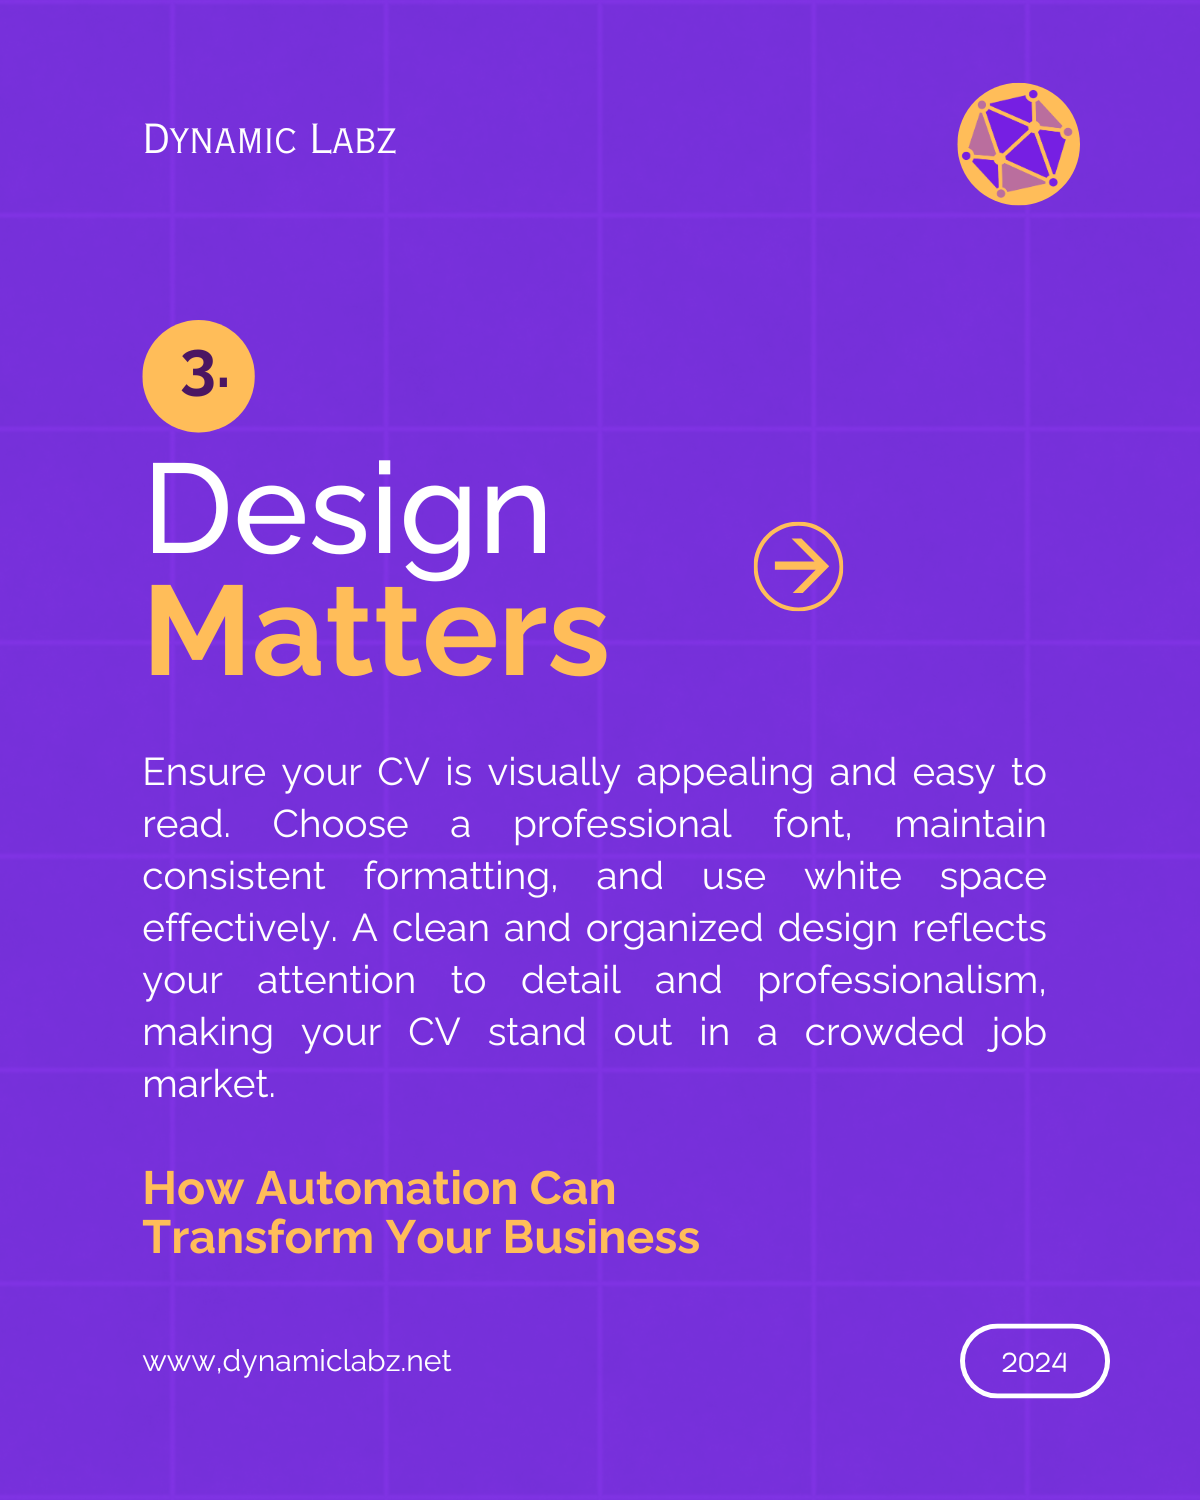 Dynamic Labz
3.
Design
Matters
Ensure your CV is visually appealing and easy to
read. Choose a professional font, maintain
consistent formatting, and use white space
effectively. A clean and organized design reflects
your attention to detail and professionalism,
making your CV stand out in a crowded job
market.
How Automation Can
Transform Your Business
www,dynamiclabz.net
2024